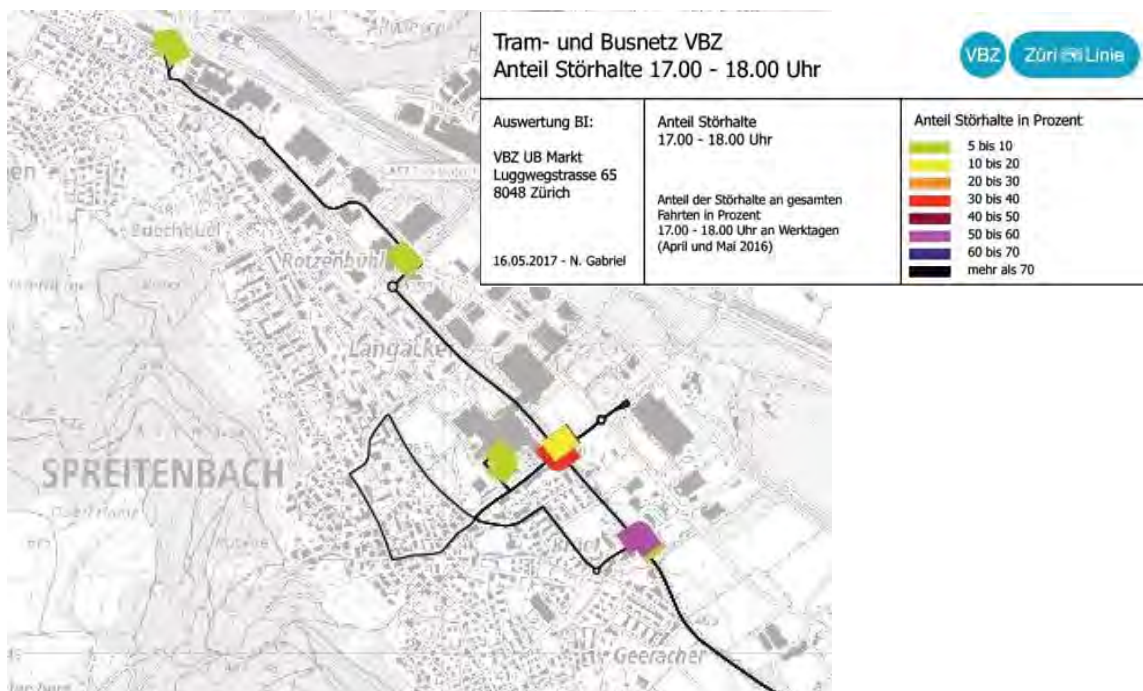 Tram- und Busnetz VBZ
Anteil Störhalte 17.00 - 18.00 Uhr
VBZ
Züri Linie
Auswertung BI:
VBZ UB Markt
Luggwegstrasse 65
8048 Zürich
16.05.2017 - N. Gabriel
Anteil Störhalte
17.00 - 18.00 Uhr
Anteil der Störhalte an gesamten
Fahrten in Prozent
17.00 - 18.00 Uhr an Werktagen
(April und Mai 2016)
Anteil Störhalte in Prozent
5 bis 10
10 bis 20
20 bis 30
30 bis 40
40 bis 50
50 bis 60
60 bis 70
mehr als 70
Rotzenbühl
Langäcker
SPREITENBACH
Geeracher